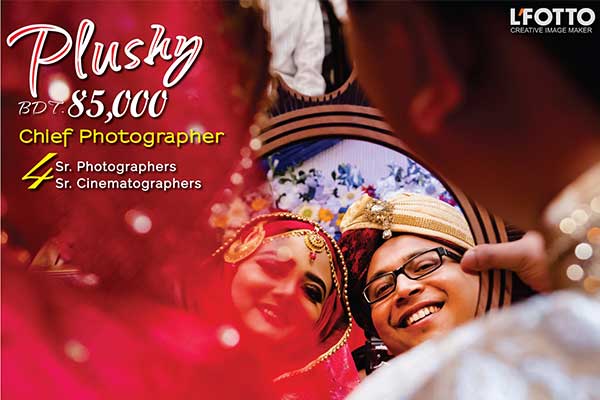 Plushy
BDT. 85,000
Chief Photographer
4 Sr. Photographers
Sr. Cinematographers
L'FOTTO
CREATIVE IMAGE MAKER